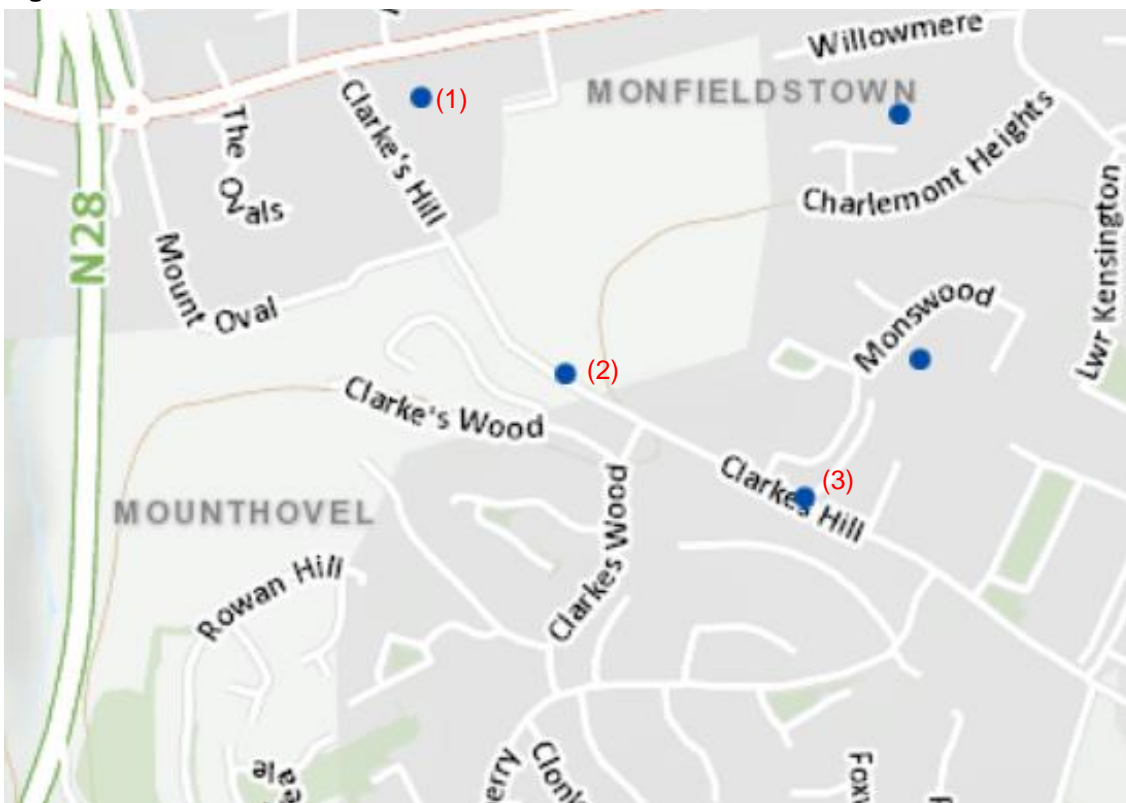 Willowmere
MONFIELDSTOWN
(1)
Clarke's Hill
The Ovals
Charlemont Heights
N28
Mount Oval
Lwr Kensington
Monswood
(2)
Clarke's Wood
Clarkes Hill
(3)
MOUNTHOVEL
Clarkes Wood
Rowan Hill